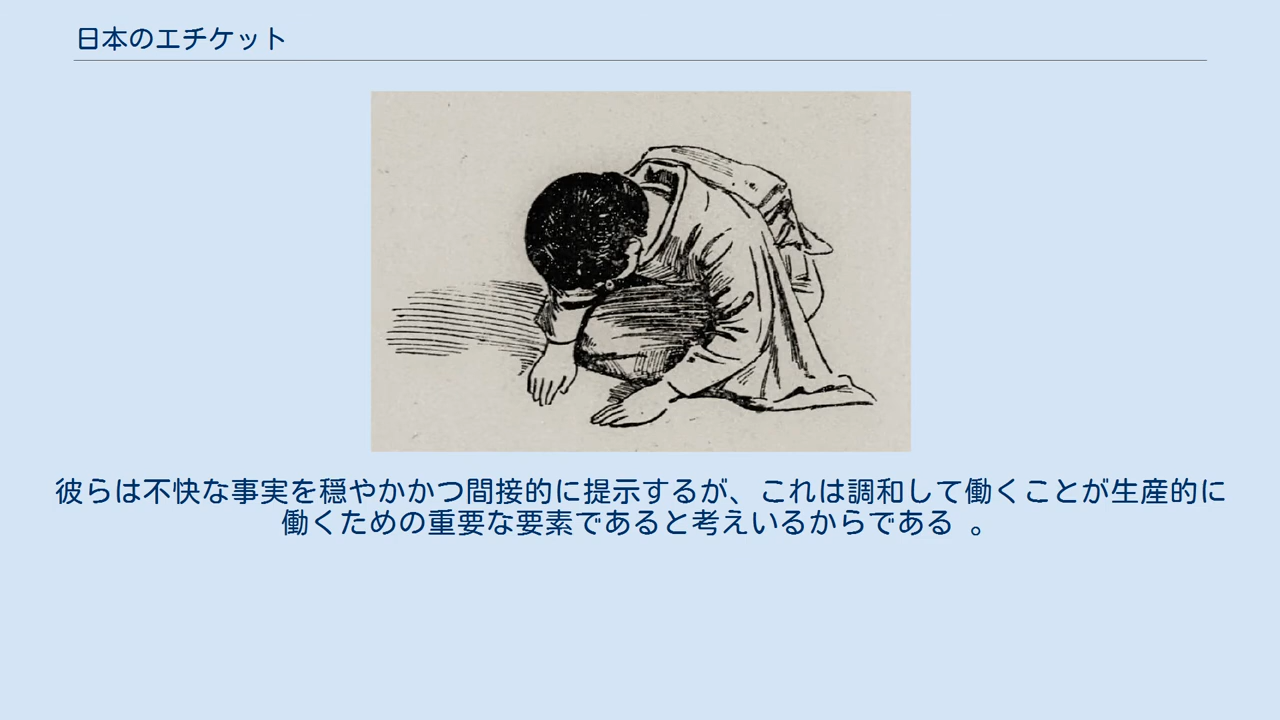 日本のエチケット
彼らは不快な事実を穏やかかつ間接的に提示するが、これは調和して働くことが生産的に
働くための重要な要素であると考えいるからである 。